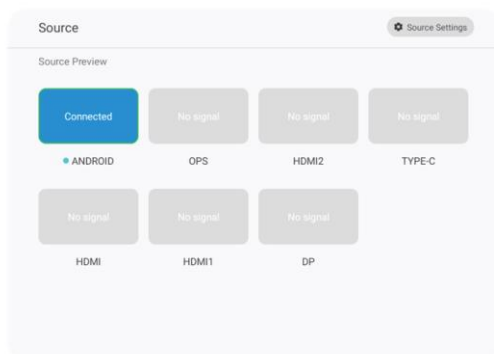 Source
Source Settings
Source Preview
Connected
No signal
No signal
No signal
ANDROID
OPS
HDMI2
TYPE-C
No signal
No signal
No signal
HDMI
HDMI1
DP